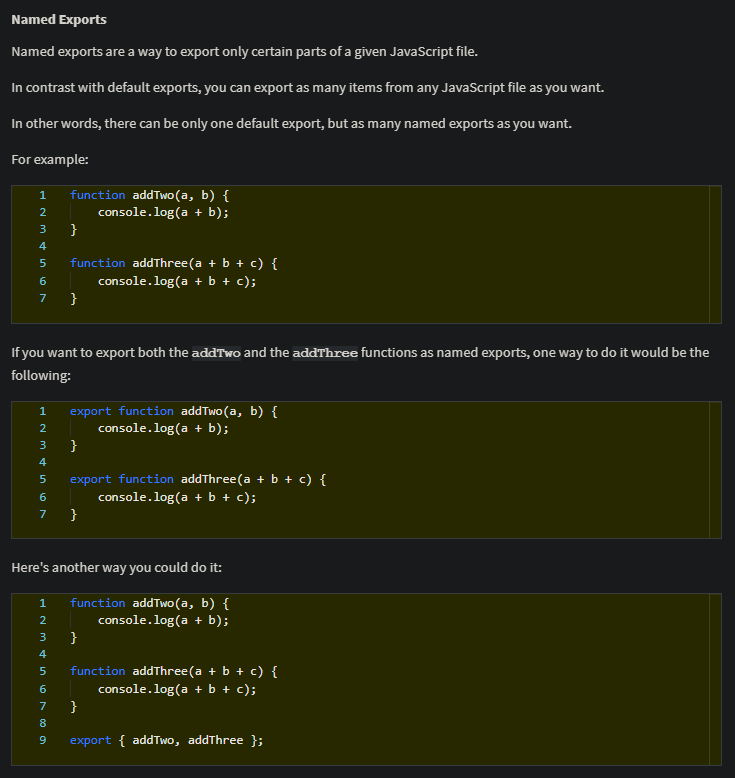 Named Exports
Named exports are a way to export only certain parts of a given JavaScript file.
In contrast with default exports, you can export as many items from any JavaScript file as you want.
In other words, there can be only one default export, but as many named exports as you want.
For example:
1 function addTwo(a, b) {
2     console.log(a + b);
3 }
4
5 function addThree(a + b + c) {
6     console.log(a + b + c);
7 }
If you want to export both the addTwo and the addThree functions as named exports, one way to do it would be the
following:
1 export function addTwo(a, b) {
2     console.log(a + b);
3 }
4
5 export function addThree(a + b + c) {
6     console.log(a + b + c);
7 }
Here's another way you could do it:
1 function addTwo(a, b) {
2     console.log(a + b);
3 }
4
5 function addThree(a + b + c) {
6     console.log(a + b + c);
7 }
8
9 export { addTwo, addThree };